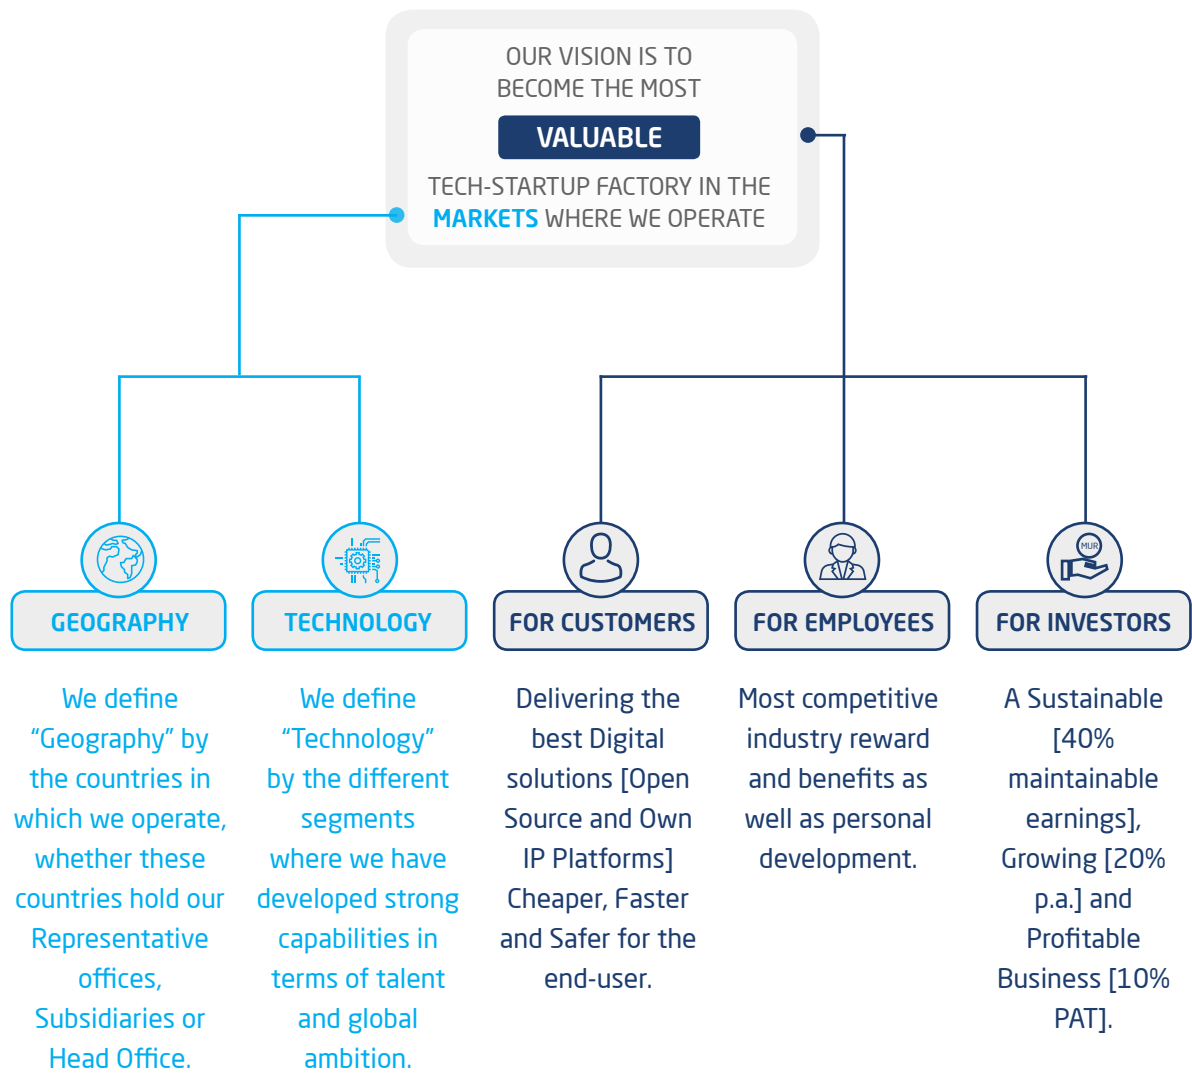 OUR VISION IS TO
BECOME THE MOST
VALUABLE
TECH-STARTUP FACTORY IN THE
MARKETS WHERE WE OPERATE
GEOGRAPHY
We define
“Geography” by
the countries in
which we operate,
whether these
countries hold our
Representative
offices,
Subsidiaries or
Head Office.
TECHNOLOGY
We define
“Technology”
by the different
segments
where we have
developed strong
capabilities in
terms of talent
and global
ambition.
FOR CUSTOMERS
Delivering the
best Digital
solutions [Open
Source and Own
IP Platforms]
Cheaper, Faster
and Safer for the
end-user.
FOR EMPLOYEES
Most competitive
industry reward
and benefits as
well as personal
development.
MUR
FOR INVESTORS
A Sustainable
[40%
maintainable
earnings],
Growing [20%
p.a.] and
Profitable
Business [10%
PAT].